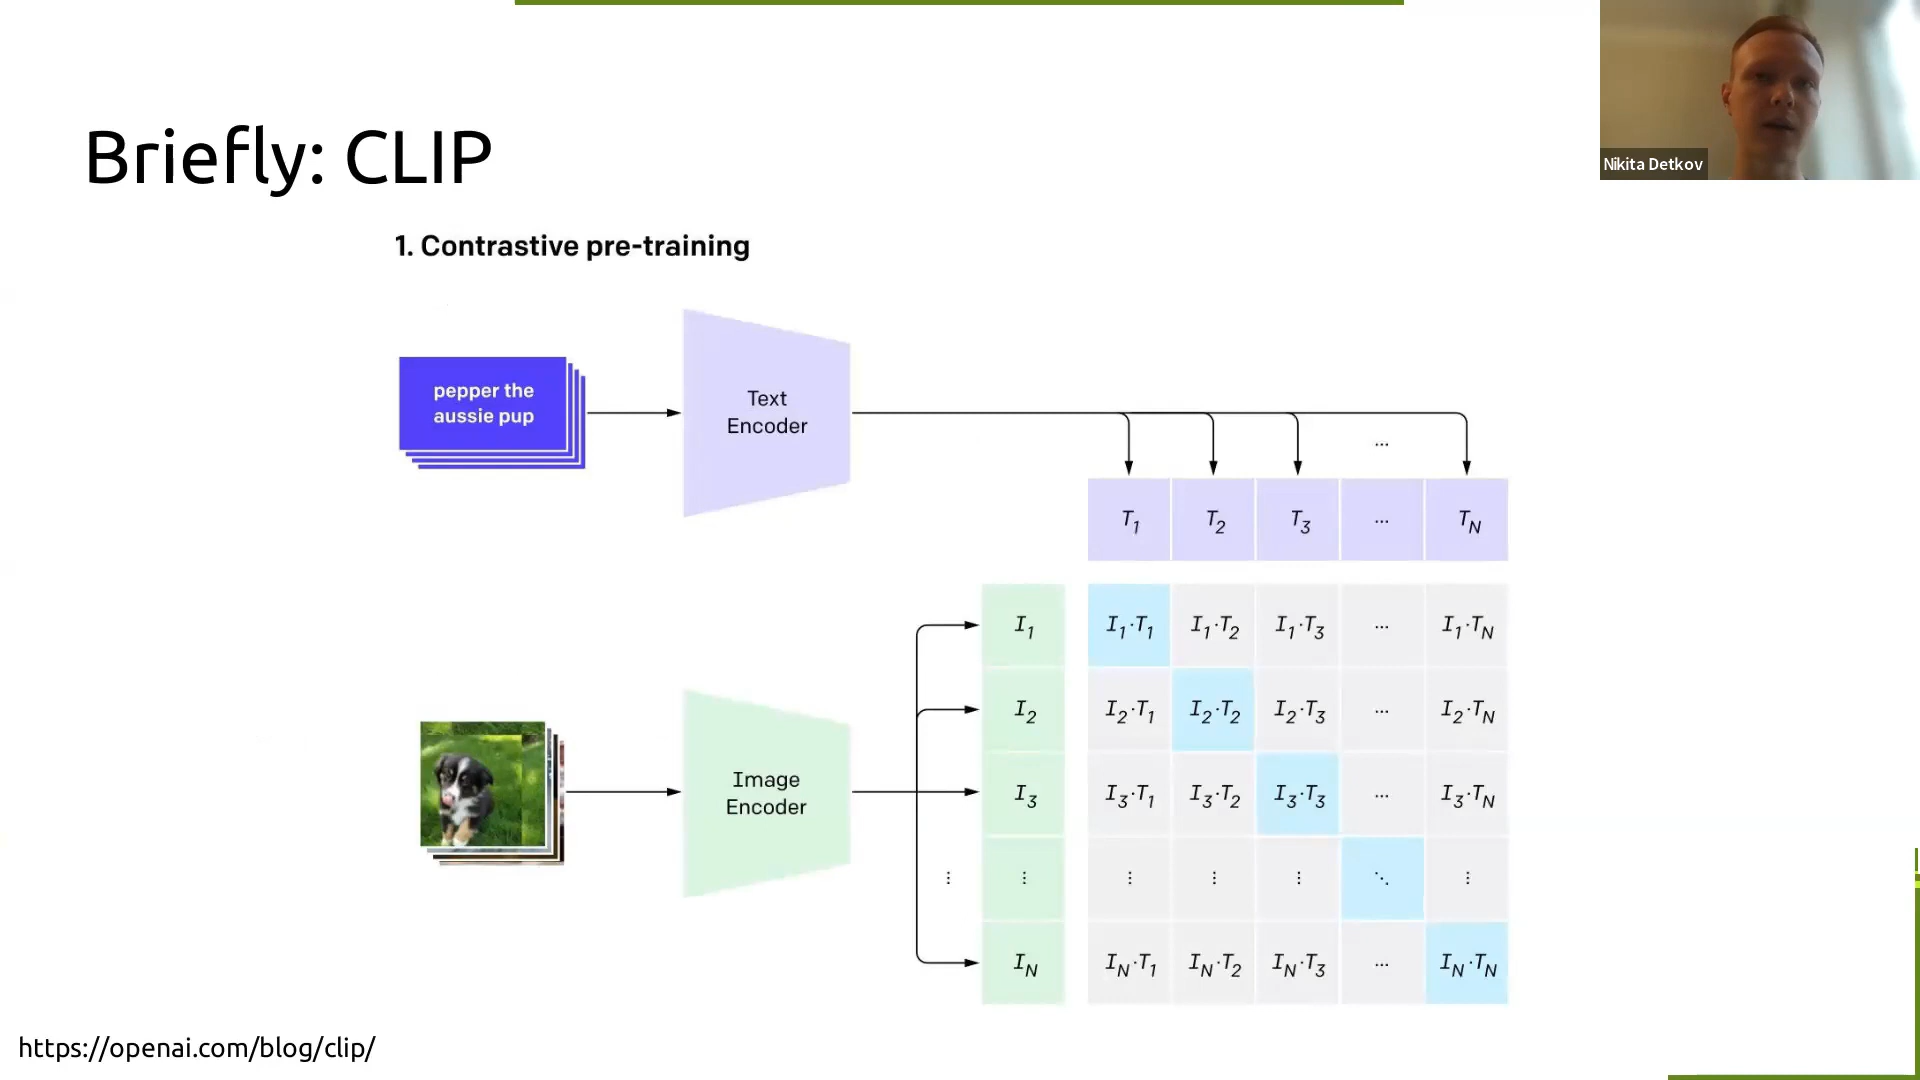 Nikita Detkov
Briefly: CLIP
1. Contrastive pre-training
pepper the
aussie pup
Text
Encoder
...
T1 T2 T3 ... TN
Image
Encoder
I1 I1·T1 I1·T2 I1·T3 ... I1·TN
I2 I2·T1 I2·T2 I2·T3 ... I2·TN
I3 I3·T1 I3·T2 I3·T3 ... I3·TN
⋮ ⋮ ⋮ ⋮ ⋮ ⋱ ⋮
IN IN·T1 IN·T2 IN·T3 ... IN·TN
https://openai.com/blog/clip/